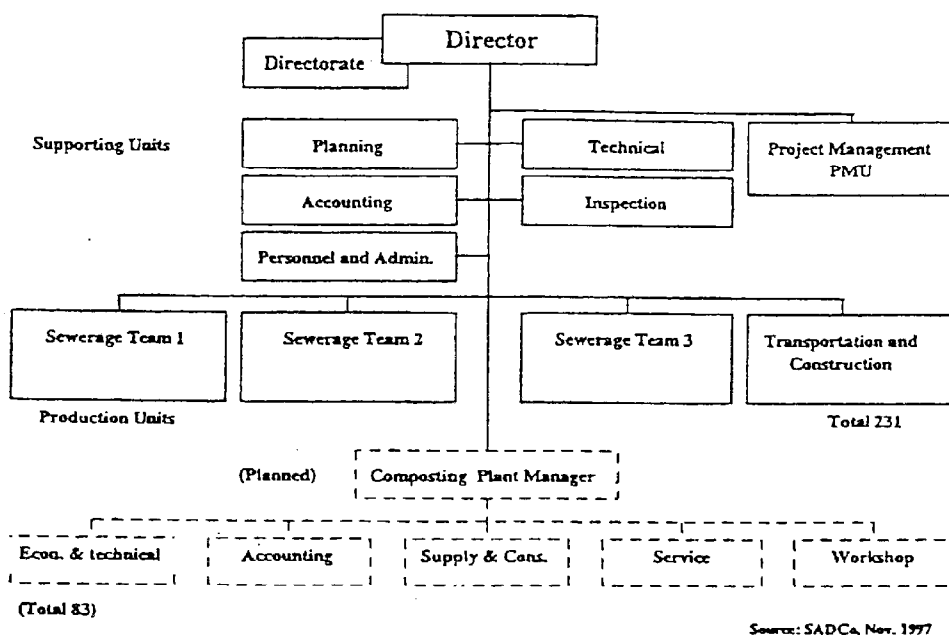 Director
Directorate
Supporting Units
Planning
Technical
Project Management
PMU
Accounting
Inspection
Personnel and Admin.
Sewerage Team 1
Sewerage Team 2
Sewerage Team 3
Transportation and
Construction
Production Units
Total 231
(Planned)
Composting Plant Manager
Econ. & technical
Accounting
Supply & Cons.
Service
Workshop
(Total 83)
Source: SADCo, Nov. 1997